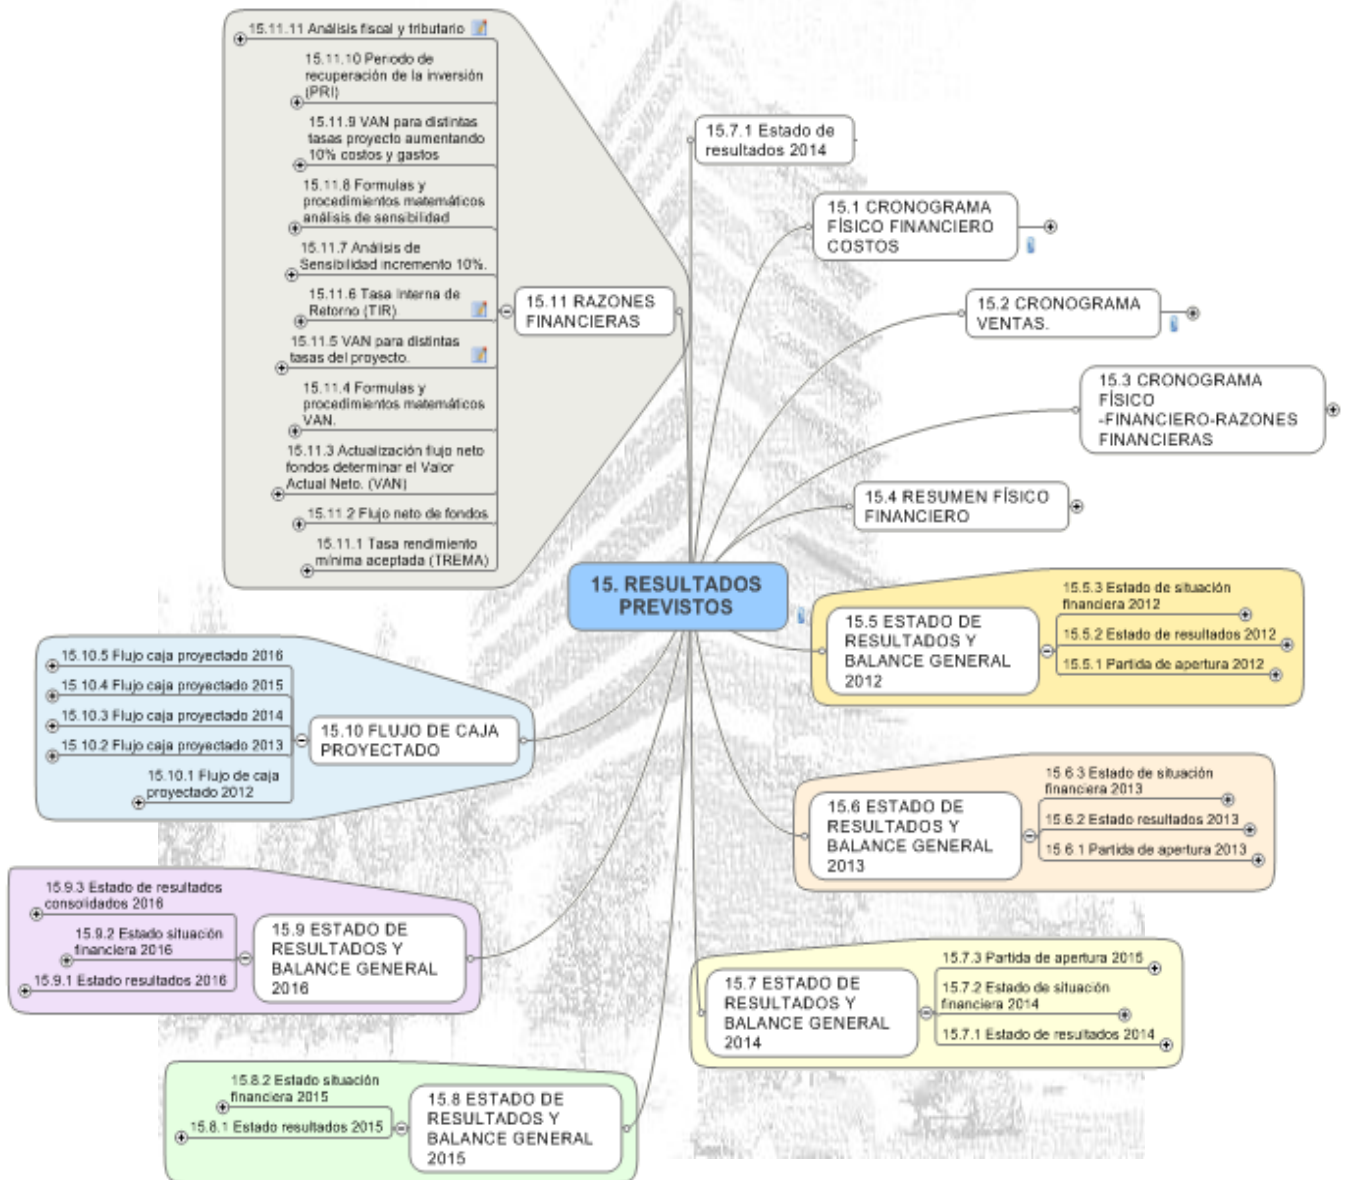 15.11.11 Análisis fiscal y tributario
15.11.10 Periodo de
recuperación de la inversión
(PRI)
15.11.9 VAN para distintas
tasas proyecto aumentando
10% costos y gastos
15.11.8 Formulas y
procedimientos matemáticos
análisis de sensibilidad
15.11.7 Análisis de
Sensibilidad incremento 10%.
15.11.6 Tasa Interna de
Retorno (TIR)
15.11.5 VAN para distintas
tasas del proyecto.
15.11.4 Formulas y
procedimientos matemáticos
VAN.
15.11.3 Actualización flujo neto
fondos determinar el Valor
Actual Neto. (VAN)
15.11.2 Flujo neto de fondos
15.11.1 Tasa rendimiento
mínima aceptada (TREMA)
15.11 RAZONES
FINANCIERAS
15.7.1 Estado de
resultados 2014
15.1 CRONOGRAMA
FÍSICO FINANCIERO
COSTOS
15.2 CRONOGRAMA
VENTAS.
15.3 CRONOGRAMA
FÍSICO
-FINANCIERO-RAZONES
FINANCIERAS
15.4 RESUMEN FÍSICO
FINANCIERO
15. RESULTADOS
PREVISTOS
15.5 ESTADO DE
RESULTADOS Y
BALANCE GENERAL
2012
15.5.3 Estado de situación
financiera 2012
15.5.2 Estado de resultados 2012
15.5.1 Partida de apertura 2012
15.10.5 Flujo caja proyectado 2016
15.10.4 Flujo caja proyectado 2015
15.10.3 Flujo caja proyectado 2014
15.10.2 Flujo caja proyectado 2013
15.10.1 Flujo de caja
proyectado 2012
15.10 FLUJO DE CAJA
PROYECTADO
15.6 ESTADO DE
RESULTADOS Y
BALANCE GENERAL
2013
15.6.3 Estado de situación
financiera 2013
15.6.2 Estado resultados 2013
15.6.1 Partida de apertura 2013
15.9.3 Estado de resultados
consolidados 2016
15.9.2 Estado situación
financiera 2016
15.9.1 Estado resultados 2016
15.9 ESTADO DE
RESULTADOS Y
BALANCE GENERAL
2016
15.7 ESTADO DE
RESULTADOS Y
BALANCE GENERAL
2014
15.7.3 Partida de apertura 2015
15.7.2 Estado de situación
financiera 2014
15.7.1 Estado de resultados 2014
15.8.2 Estado situación
financiera 2015
15.8.1 Estado resultados 2015
15.8 ESTADO DE
RESULTADOS Y
BALANCE GENERAL
2015